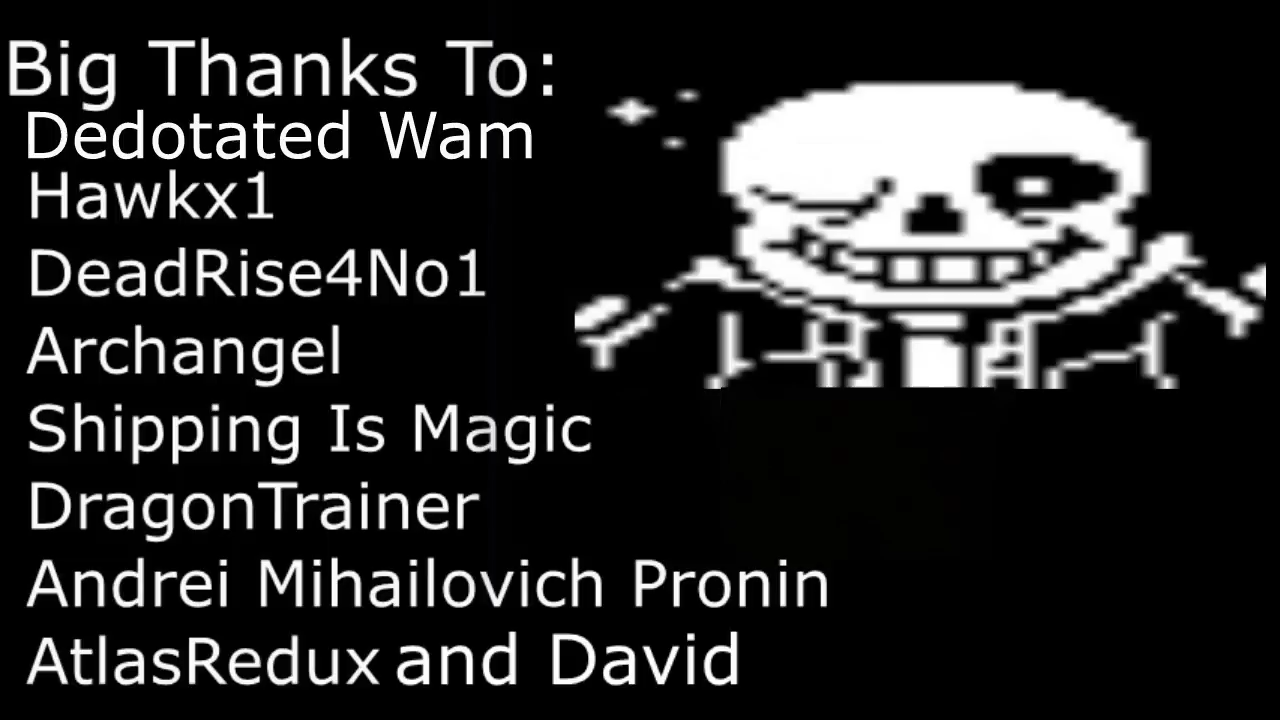 Big Thanks To:
Dedotated Wam
Hawkx1
DeadRise4No1
Archangel
Shipping Is Magic
DragonTrainer
Andrei Mihailovich Pronin
AtlasRedux and David